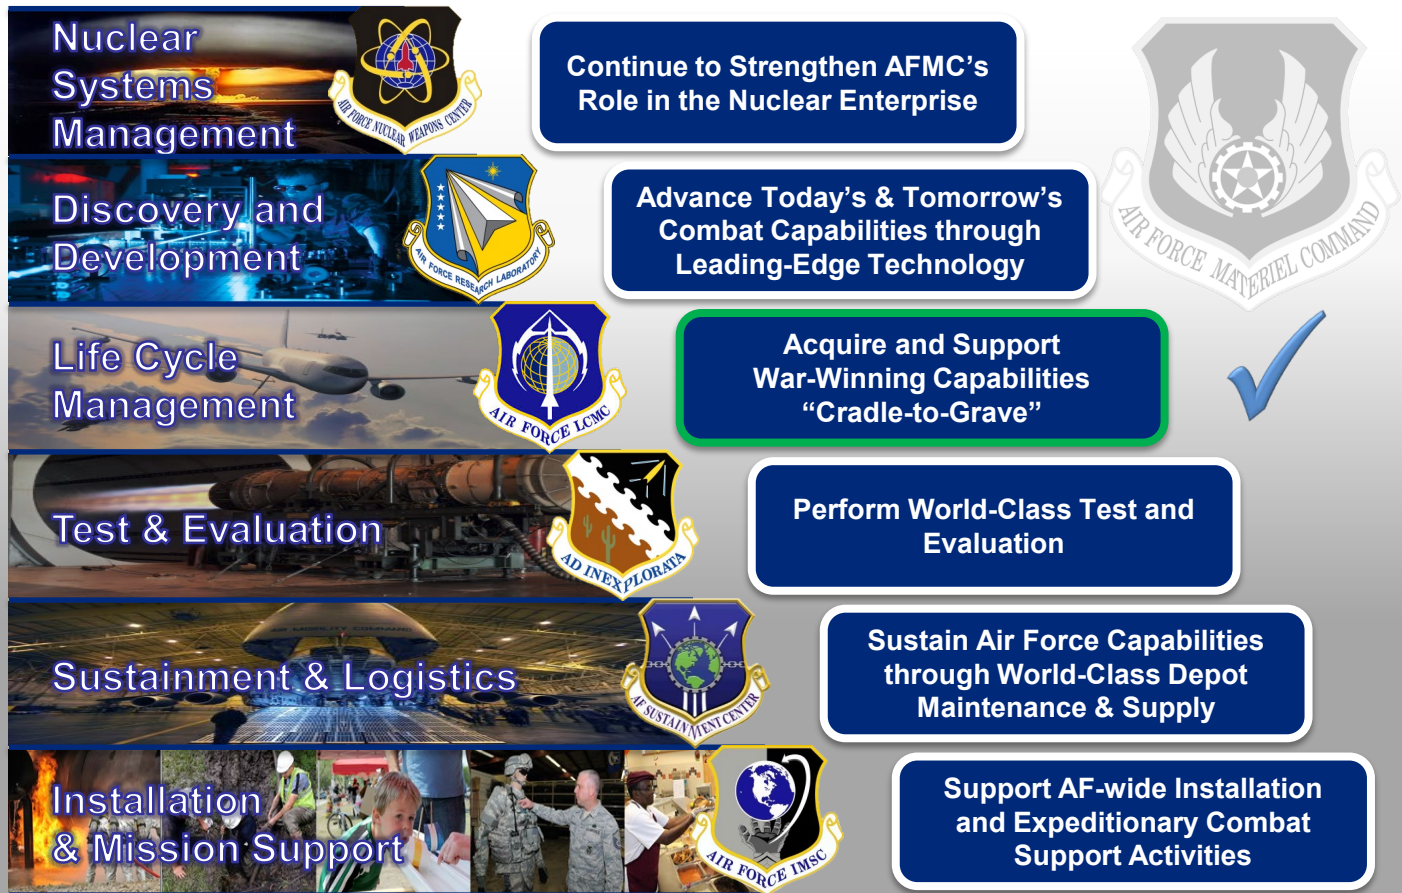 Nuclear
Systems
Management
AIR FORCE NUCLEAR WEAPONS CENTER
Continue to Strengthen AFMC’s
Role in the Nuclear Enterprise
AIR FORCE MATERIEL COMMAND
Discovery and
Development
AIR FORCE RESEARCH LABORATORY
Advance Today’s & Tomorrow’s
Combat Capabilities through
Leading-Edge Technology
Life Cycle
Management
AIR FORCE LCMC
Acquire and Support
War-Winning Capabilities
“Cradle-to-Grave”
Test & Evaluation
AD INEXPLORATA
Perform World-Class Test and
Evaluation
AIR MOBILITY COMMAND
Sustainment & Logistics
AF SUSTAINMENT CENTER
Sustain Air Force Capabilities
through World-Class Depot
Maintenance & Supply
Installation
& Mission Support
AIR FORCE IMSC
Support AF-wide Installation
and Expeditionary Combat
Support Activities